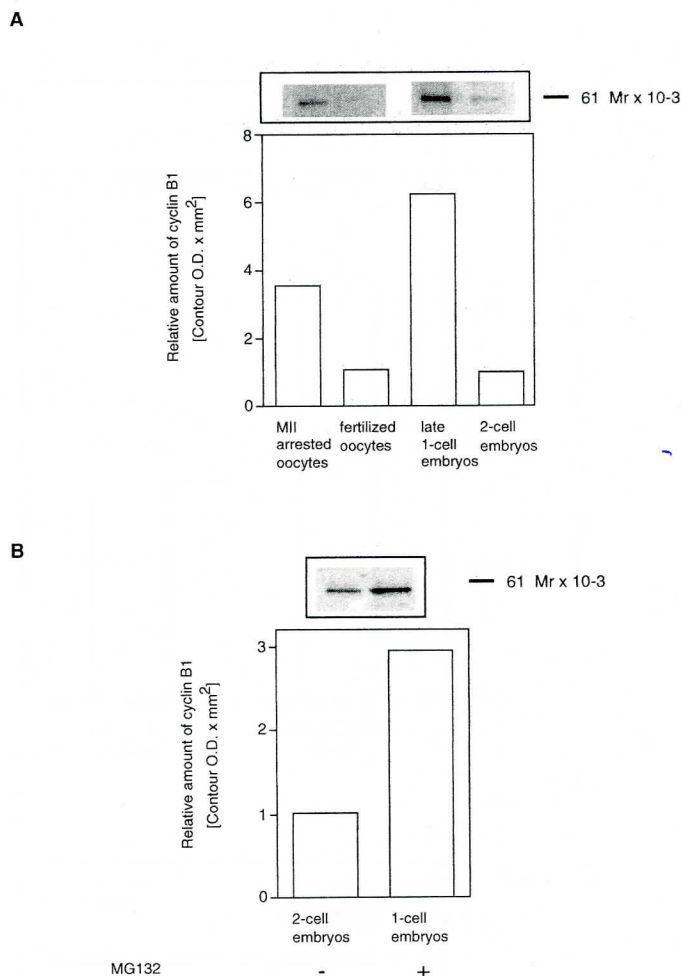 A
61 Mr x 10-3
Relative amount of cyclin B1
[Contour O.D. x mm²]
8
6
4
2
0
MII arrested oocytes
fertilized oocytes
late 1-cell embryos
2-cell embryos
B
61 Mr x 10-3
Relative amount of cyclin B1
[Contour O.D. x mm²]
3
2
1
0
2-cell embryos
1-cell embryos
MG132 - +